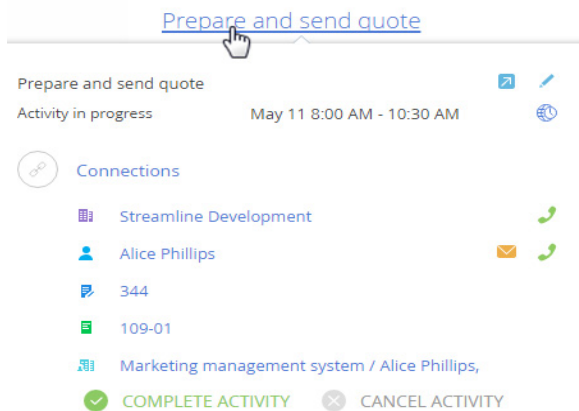 Prepare and send quote
Prepare and send quote
Activity in progress May 11 8:00 AM - 10:30 AM
Connections
Streamline Development
Alice Phillips
344
109-01
Marketing management system / Alice Phillips,
COMPLETE ACTIVITY CANCEL ACTIVITY